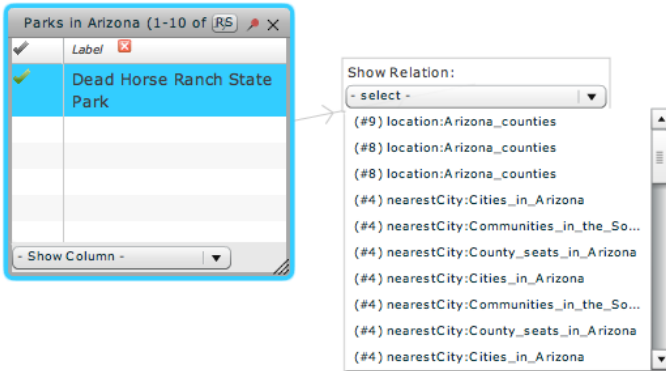 Parks in Arizona (1-10 of RS
Label
Dead Horse Ranch State
Park
- Show Column -
Show Relation:
- select -
(#9) location:Arizona_counties
(#8) location:Arizona_counties
(#8) location:Arizona_counties
(#4) nearestCity:Cities_in_Arizona
(#4) nearestCity:Communities_in_the_So...
(#4) nearestCity:County_seats_in_Arizona
(#4) nearestCity:Cities_in_Arizona
(#4) nearestCity:Communities_in_the_So...
(#4) nearestCity:County_seats_in_Arizona
(#4) nearestCity:Cities_in_Arizona